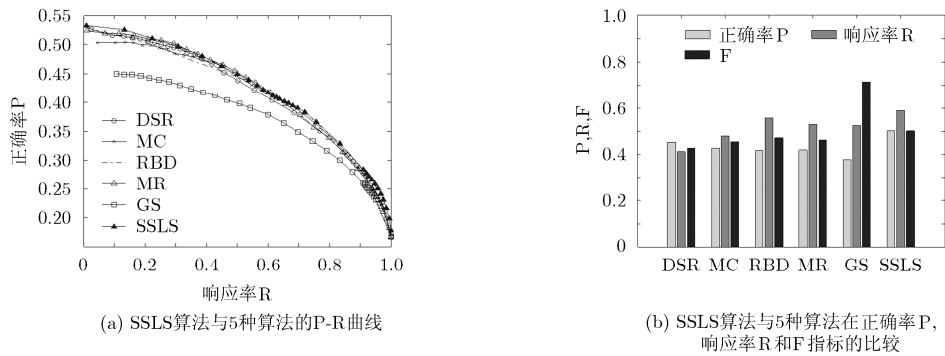 0.55
0.50
0.45
0.40
0.35
0.30
0.25
0.20
正确率P
DSR
MC
RBD
MR
GS
SSLS
0 0.2 0.4 0.6 0.8 1.0
响应率R
(a) SSLS算法与5种算法的P-R曲线
1.0
0.8
0.6
0.4
0.2
0
P,R,F
正确率P 响应率R
F
DSR MC RBD MR GS SSLS
(b) SSLS算法与5种算法在正确率P,
响应率R和F指标的比较